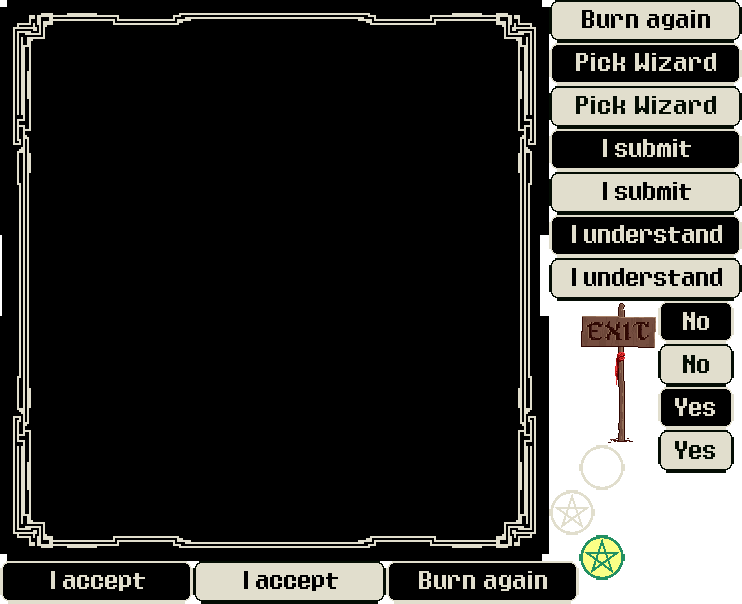 Burn again
Pick Wizard
Pick Wizard
I submit
I submit
I understand
I understand
EXIT
No
No
Yes
Yes
I accept
I accept
Burn again